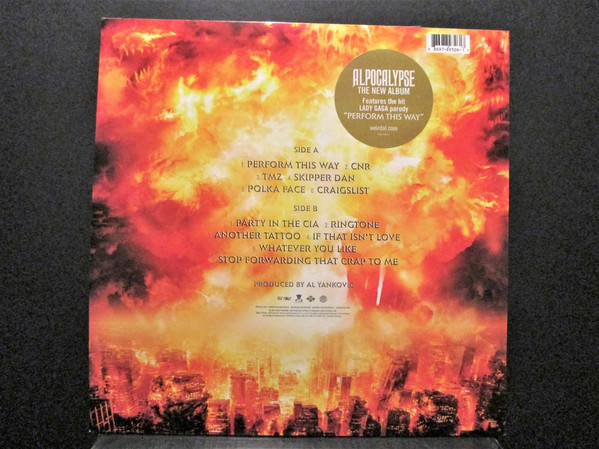 ALPOCALYPSE
THE NEW ALBUM
Features the hit
LADY GAGA parody
"PERFORM THIS WAY"
weirdal.com
SIDE A
1 PERFORM THIS WAY 2 CNR
3 TMZ 4 SKIPPER DAN
5 POLKA FACE 6 CRAIGSLIST
SIDE B
1 PARTY IN THE CIA 2 RINGTONE
ANOTHER TATTOO 4 IF THAT ISN'T LOVE
5 WHATEVER YOU LIKE
STOP FORWARDING THAT CRAP TO ME
PRODUCED BY AL YANKOVIC